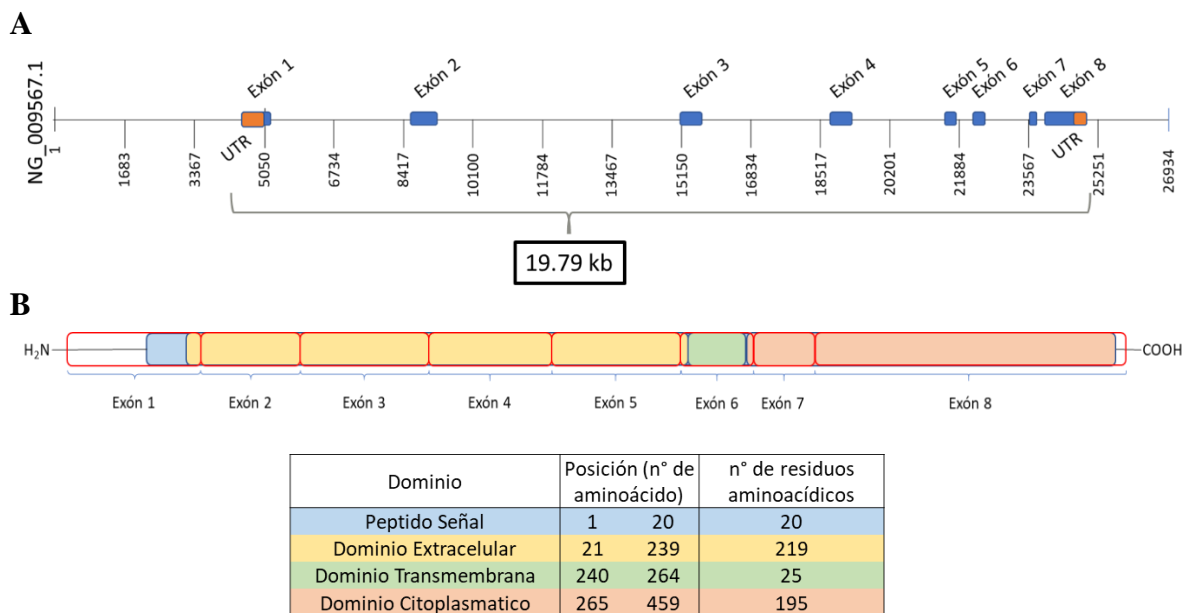 A
NG_009567.1
Exón 1
Exón 2
Exón 3
Exón 4
Exón 5
Exón 6
Exón 7
Exón 8
UTR
UTR
1
1683
3367
5050
6734
8417
10100
11784
13467
15150
16834
18517
20201
21884
23567
25251
26934
19.79 kb
B
H₂N
COOH
Exón 1
Exón 2
Exón 3
Exón 4
Exón 5
Exón 6
Exón 7
Exón 8
Dominio
Posición (n° de aminoácido)
n° de residuos aminoacídicos
Peptido Señal 1 20 20
Dominio Extracelular 21 239 219
Dominio Transmembrana 240 264 25
Dominio Citoplasmatico 265 459 195